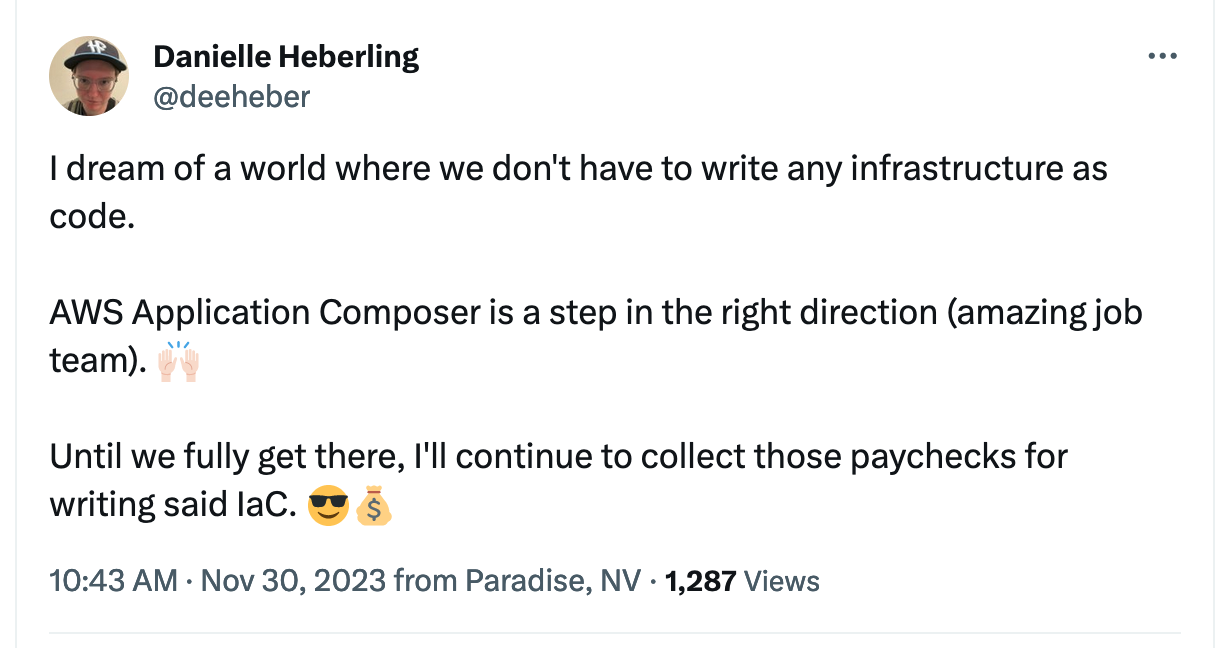 Danielle Heberling
@deeheber
I dream of a world where we don't have to write any infrastructure as
code.
AWS Application Composer is a step in the right direction (amazing job
team). 🙌🏻
Until we fully get there, I'll continue to collect those paychecks for
writing said IaC. 😎💰
10:43 AM · Nov 30, 2023 from Paradise, NV · 1,287 Views